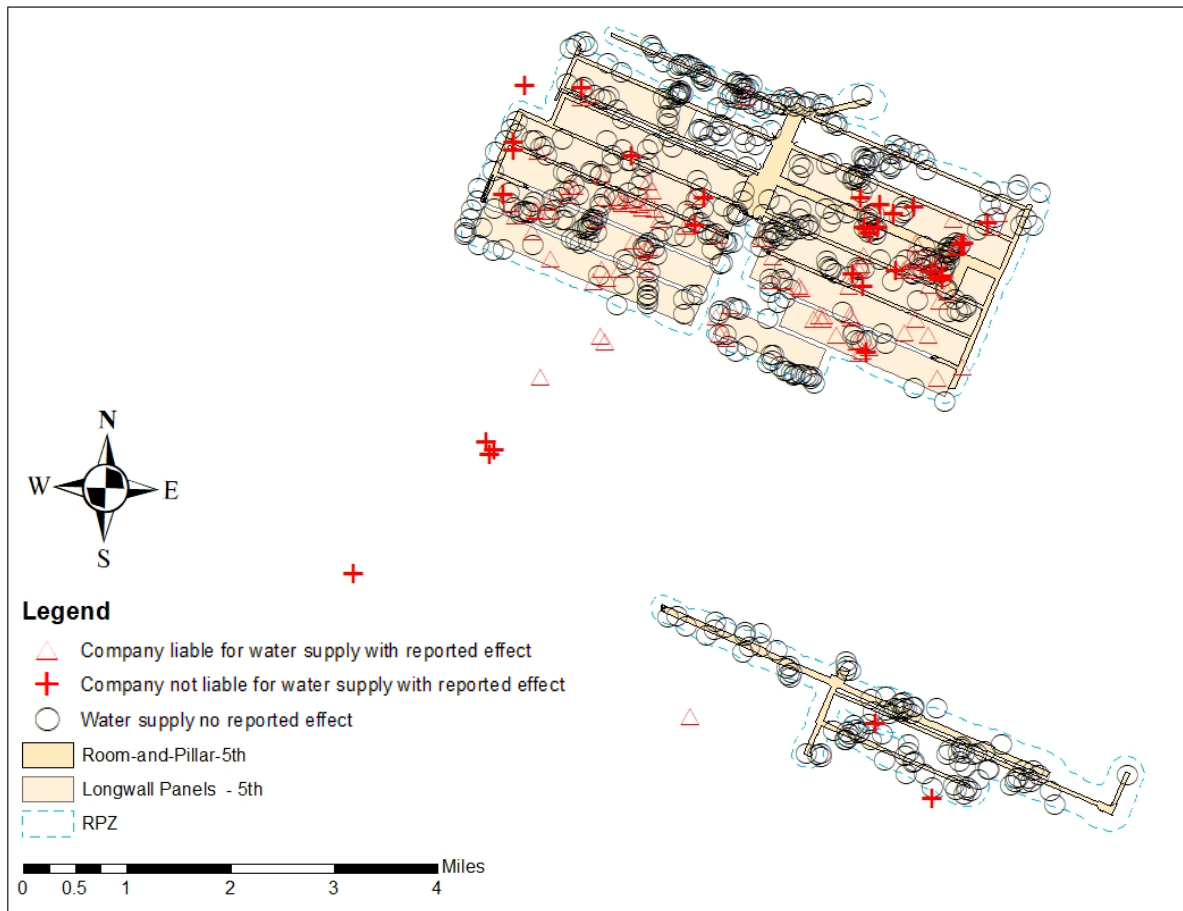 N
W E
S
Legend
Company liable for water supply with reported effect
Company not liable for water supply with reported effect
Water supply no reported effect
Room-and-Pillar-5th
Longwall Panels - 5th
RPZ
Miles
0 0.5 1 2 3 4